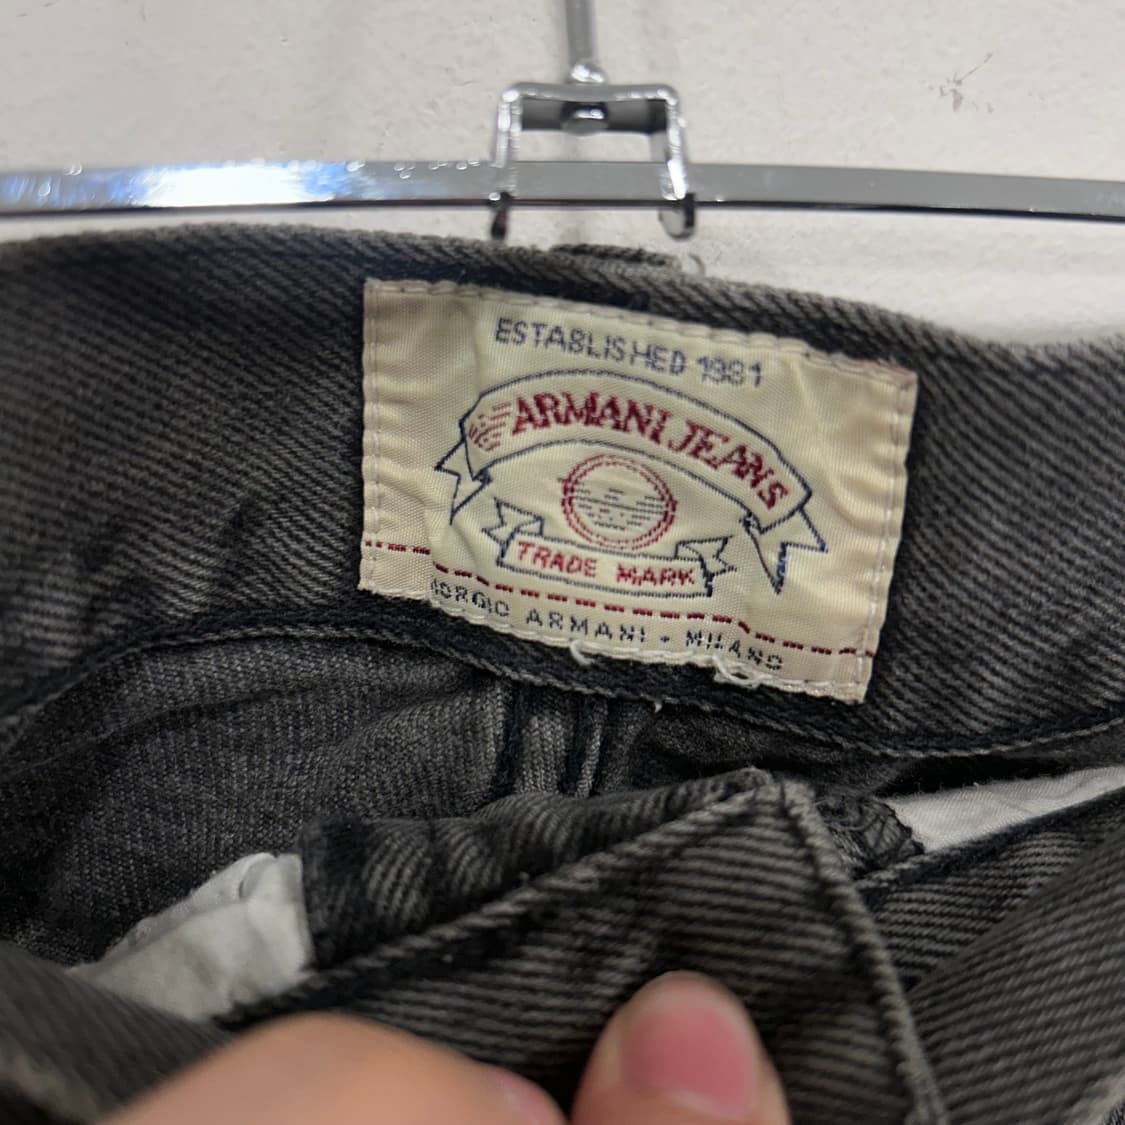 ESTABLISHED 1981
ARMANI JEANS
TRADE MARK
GIORGIO ARMANI - MILANO